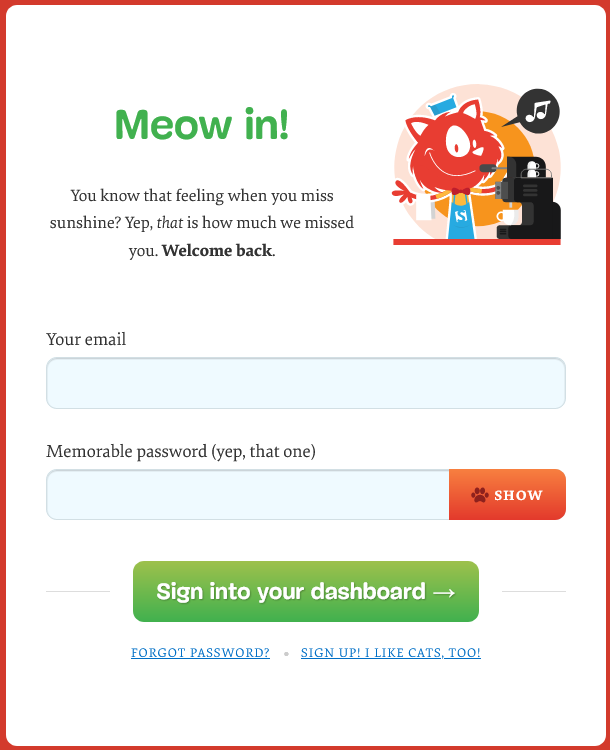 Meow in!
You know that feeling when you miss
sunshine? Yep, that is how much we missed
you. Welcome back.
Your email
Memorable password (yep, that one)
SHOW
Sign into your dashboard →
FORGOT PASSWORD? • SIGN UP! I LIKE CATS, TOO!